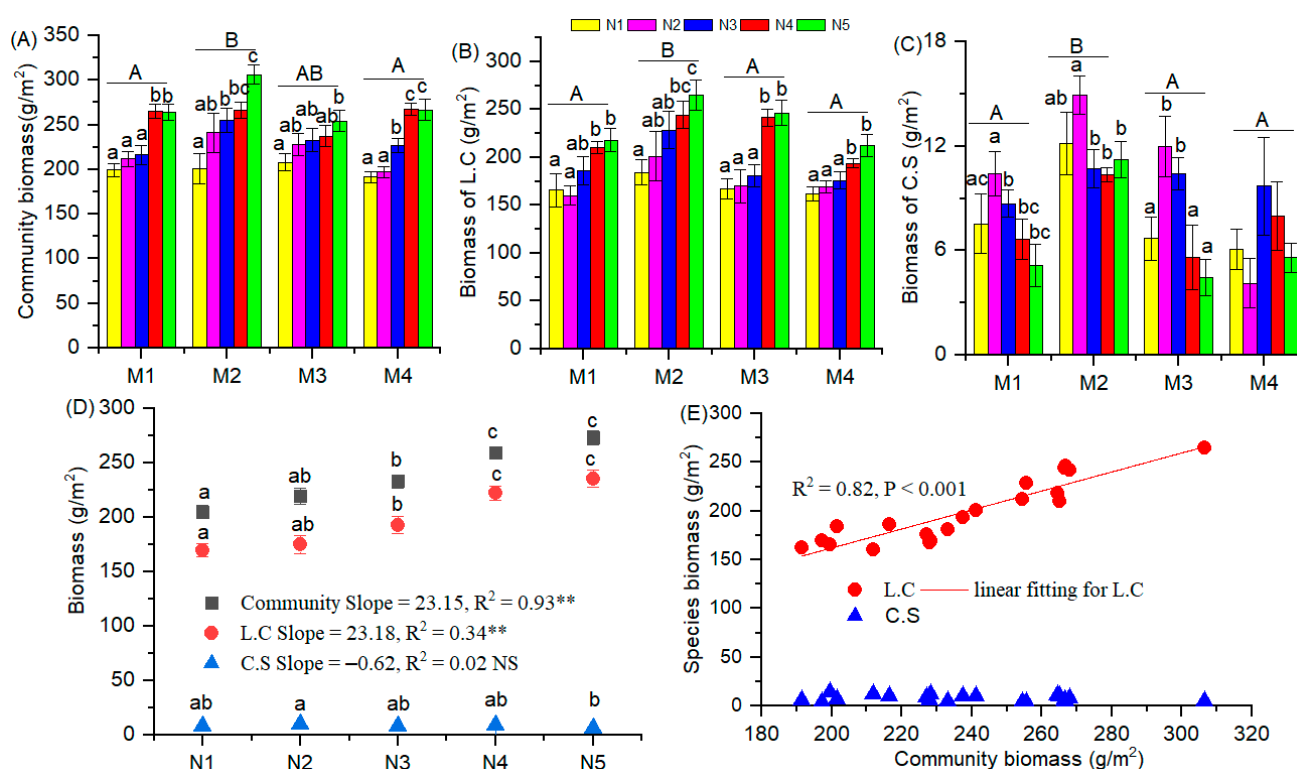 N1 N2 N3 N4 N5
(A)
Community biomass(g/m²)
350
300
250
200
150
100
50
0
A
a a a b b
B
a ab b bc c
AB
a ab ab ab b
A
a a b c c
M1 M2 M3 M4
(B)
Biomass of L.C (g/m²)
350
300
250
200
150
100
50
0
A
a a ab b b
B
a ab b bc c
A
a a a b b
A
a a a b b
M1 M2 M3 M4
(C)
Biomass of C.S (g/m²)
18
12
6
0
A
ac a b bc bc
B
ab a b b b
A
a b b a a
A
M1 M2 M3 M4
(D)
Biomass (g/m²)
300
250
200
150
100
50
0
a ab b c c
a ab b c c
Community Slope = 23.15, R² = 0.93**
L.C Slope = 23.18, R² = 0.34**
C.S Slope = −0.62, R² = 0.02 NS
ab a ab ab b
N1 N2 N3 N4 N5
(E)
Species biomass (g/m²)
300
250
200
150
100
50
0
R² = 0.82, P < 0.001
L.C linear fitting for L.C
C.S
180 200 220 240 260 280 300 320
Community biomass (g/m²)